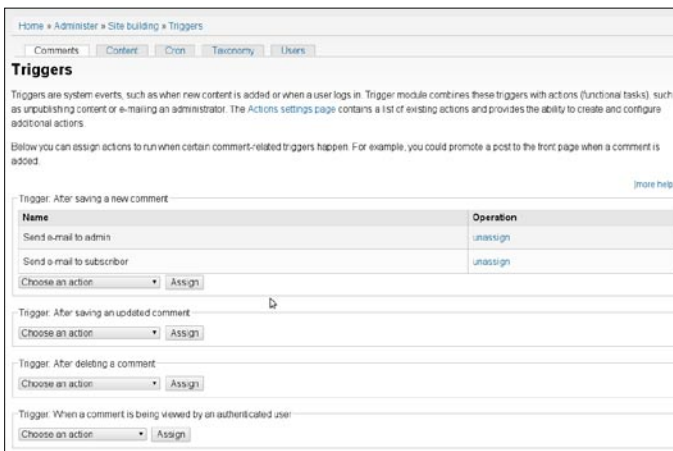 Home » Administer » Site building » Triggers
Comments Content Cron Taxonomy Users
Triggers
Triggers are system events, such as when new content is added or when a user logs in. Trigger module combines these triggers with actions (functional tasks), such
as unpublishing content or e-mailing an administrator. The Actions settings page contains a list of existing actions and provides the ability to create and configure
additional actions.
Below you can assign actions to run when certain comment-related triggers happen. For example, you could promote a post to the front page when a comment is
added.
[more help
Trigger: After saving a new comment
Name Operation
Send e-mail to admin unassign
Send e-mail to subscriber unassign
Choose an action Assign
Trigger: After saving an updated comment
Choose an action Assign
Trigger: After deleting a comment
Choose an action Assign
Trigger: When a comment is being viewed by an authenticated user
Choose an action Assign